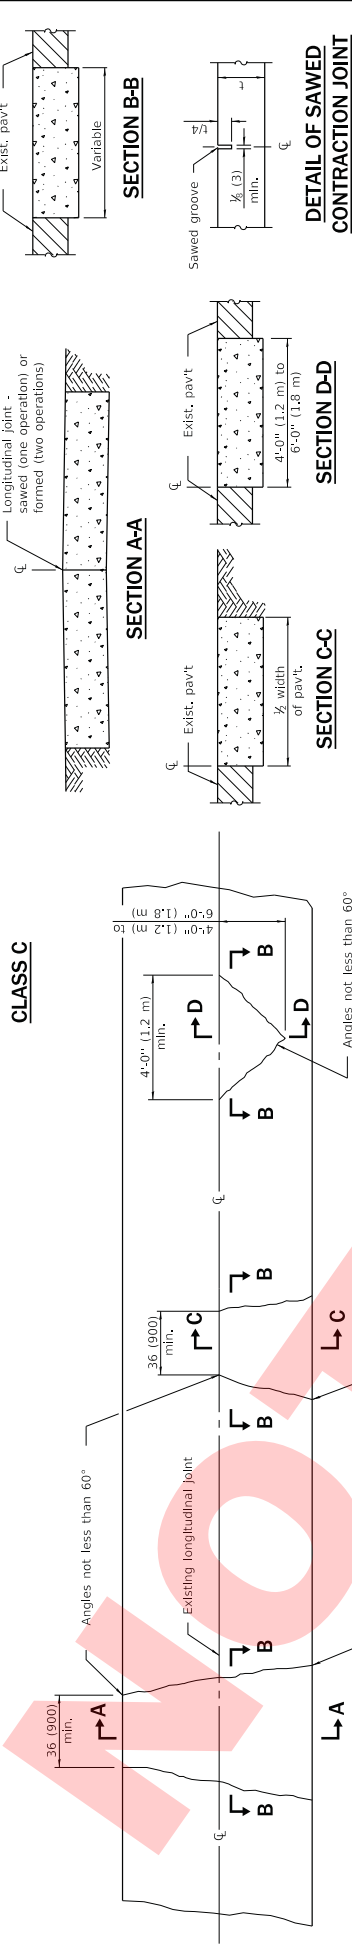 CLASS C
36 (900)
min.
A
A
Angles not less than 60°
B
B
Existing longitudinal joint
℄
36 (900)
min.
C
C
B
B
℄
4'-0" (1.2 m)
min.
D
D
B
B
4'-0" (1.2 m) to
6'-0" (1.8 m)
Angles not less than 60°
℄
Longitudinal joint -
sawed (one operation) or
formed (two operations)
SECTION A-A
Exist. pav't
Variable
SECTION B-B
℄
Exist. pav't
½ width
of pav't.
SECTION C-C
℄
Exist. pav't
4'-0" (1.2 m) to
6'-0" (1.8 m)
SECTION D-D
Sawed groove
t/4
t
⅛ (3)
min.
℄
DETAIL OF SAWED
CONTRACTION JOINT
NOT